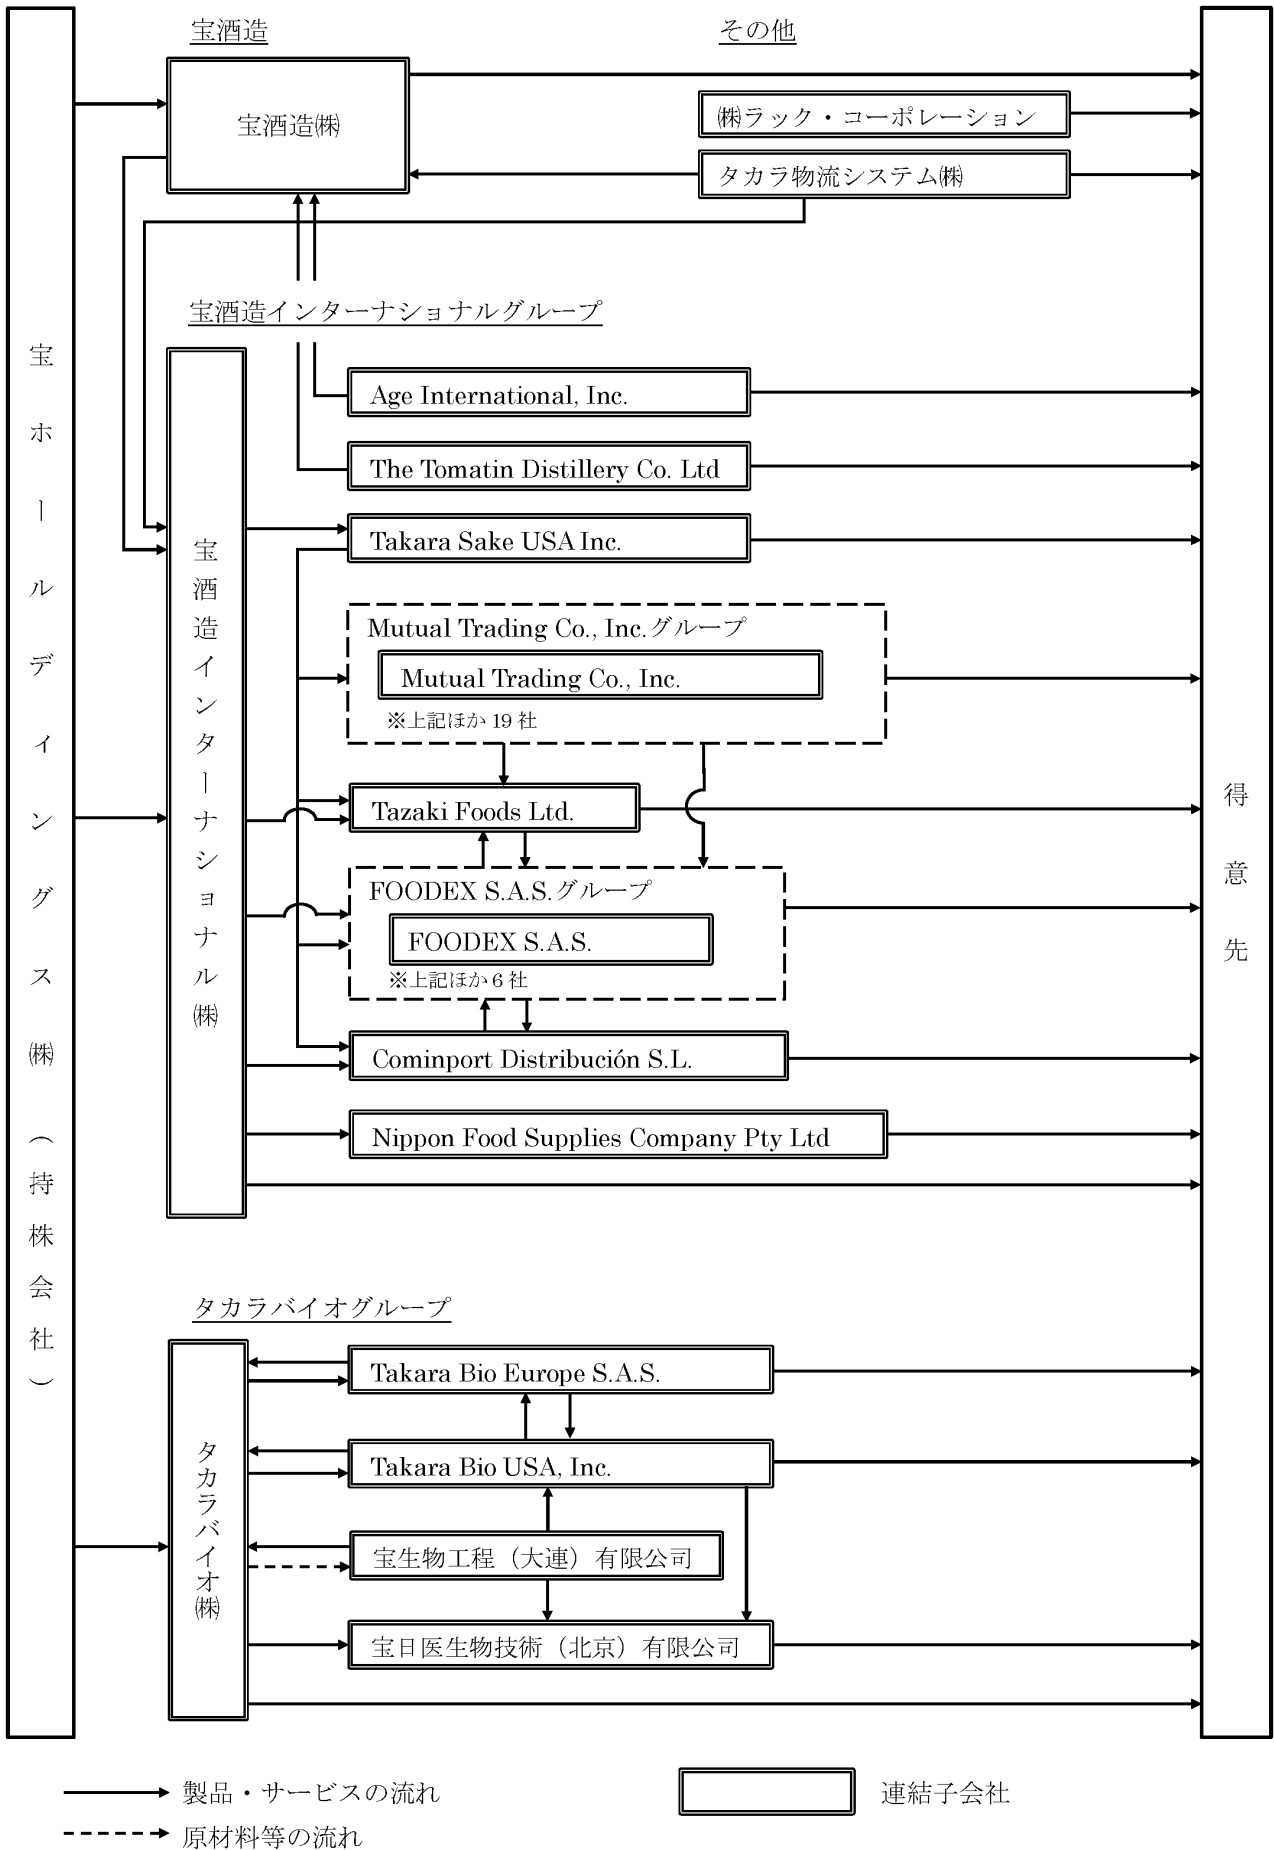 宝酒造
その他
宝酒造㈱
㈱ラック・コーポレーション
タカラ物流システム㈱
宝ホールディングス㈱（持株会社）
宝酒造インターナショナルグループ
宝酒造インターナショナル㈱
Age International, Inc.
The Tomatin Distillery Co. Ltd
Takara Sake USA Inc.
Mutual Trading Co., Inc.グループ
Mutual Trading Co., Inc.
※上記ほか 19 社
Tazaki Foods Ltd.
FOODEX S.A.S.グループ
FOODEX S.A.S.
※上記ほか 6 社
Cominport Distribución S.L.
Nippon Food Supplies Company Pty Ltd
得意先
タカラバイオグループ
タカラバイオ㈱
Takara Bio Europe S.A.S.
Takara Bio USA, Inc.
宝生物工程（大連）有限公司
宝日医生物技術（北京）有限公司
製品・サービスの流れ
連結子会社
原材料等の流れ